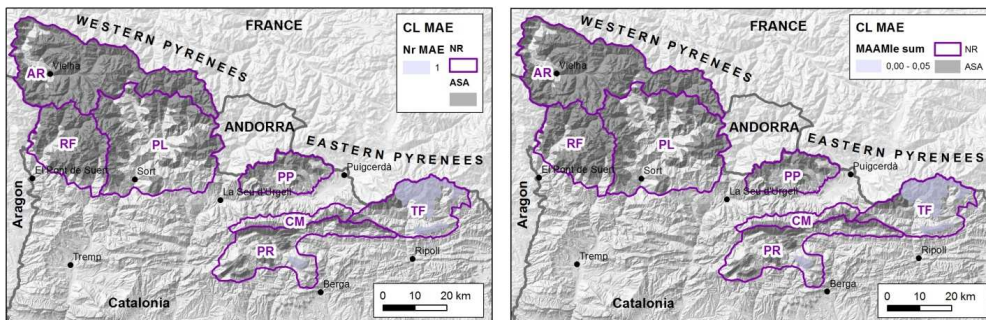 FRANCE
WESTERN PYRENEES
CL MAE
Nr MAE
NR
1
ASA
AR
Vielha
ANDORRA
RF
PL
EASTERN PYRENEES
El Pont de Suert
Sort
PP
Puigcerdà
La Seu d'Urgell
Aragon
CM
TF
PR
Ripoll
Tremp
Berga
Catalonia
0 10 20 km
FRANCE
WESTERN PYRENEES
CL MAE
MAAMIe sum
NR
0,00 - 0,05
ASA
AR
Vielha
ANDORRA
RF
PL
EASTERN PYRENEES
El Pont de Suert
Sort
PP
Puigcerdà
La Seu d'Urgell
Aragon
CM
TF
PR
Ripoll
Tremp
Berga
Catalonia
0 10 20 km